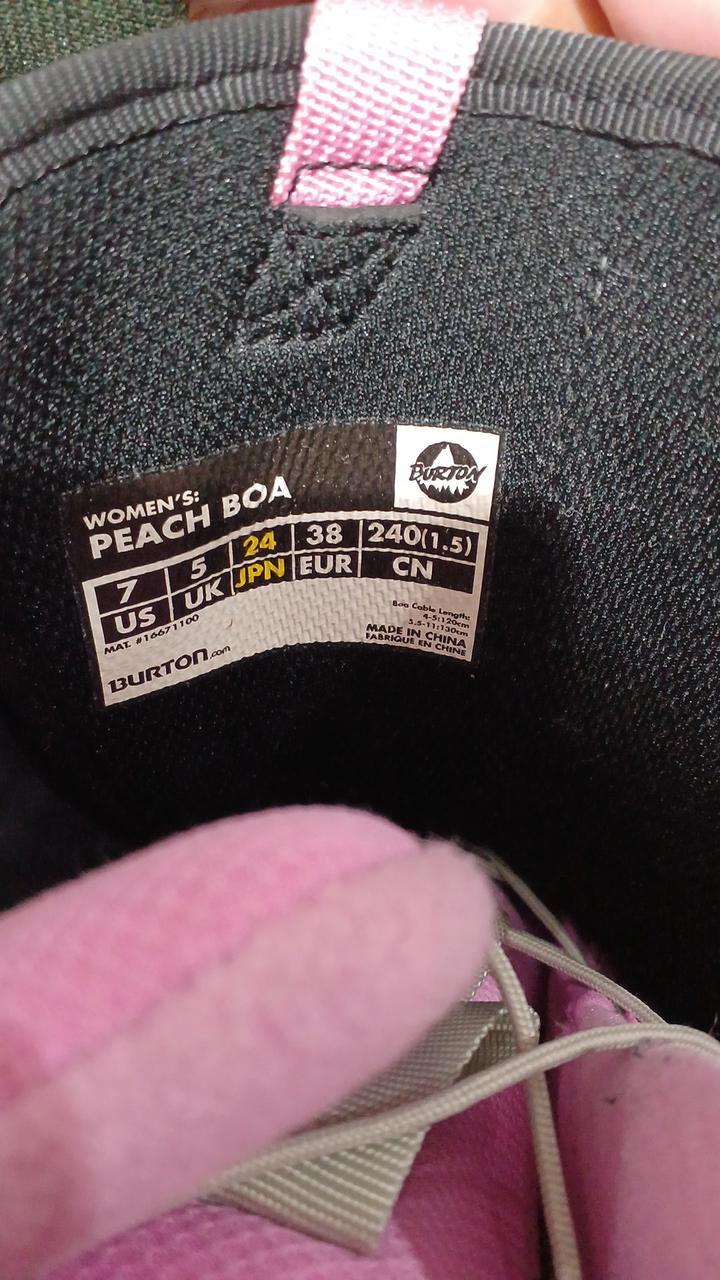 WOMEN'S:
PEACH BOA
BURTON
7 5 24 38 240(1.5)
US UK JPN EUR CN
MAT. #16671100
Boa Cable Length:
4-5:120cm
5.5-11:130cm
MADE IN CHINA
FABRIQUE EN CHINE
BURTON.com